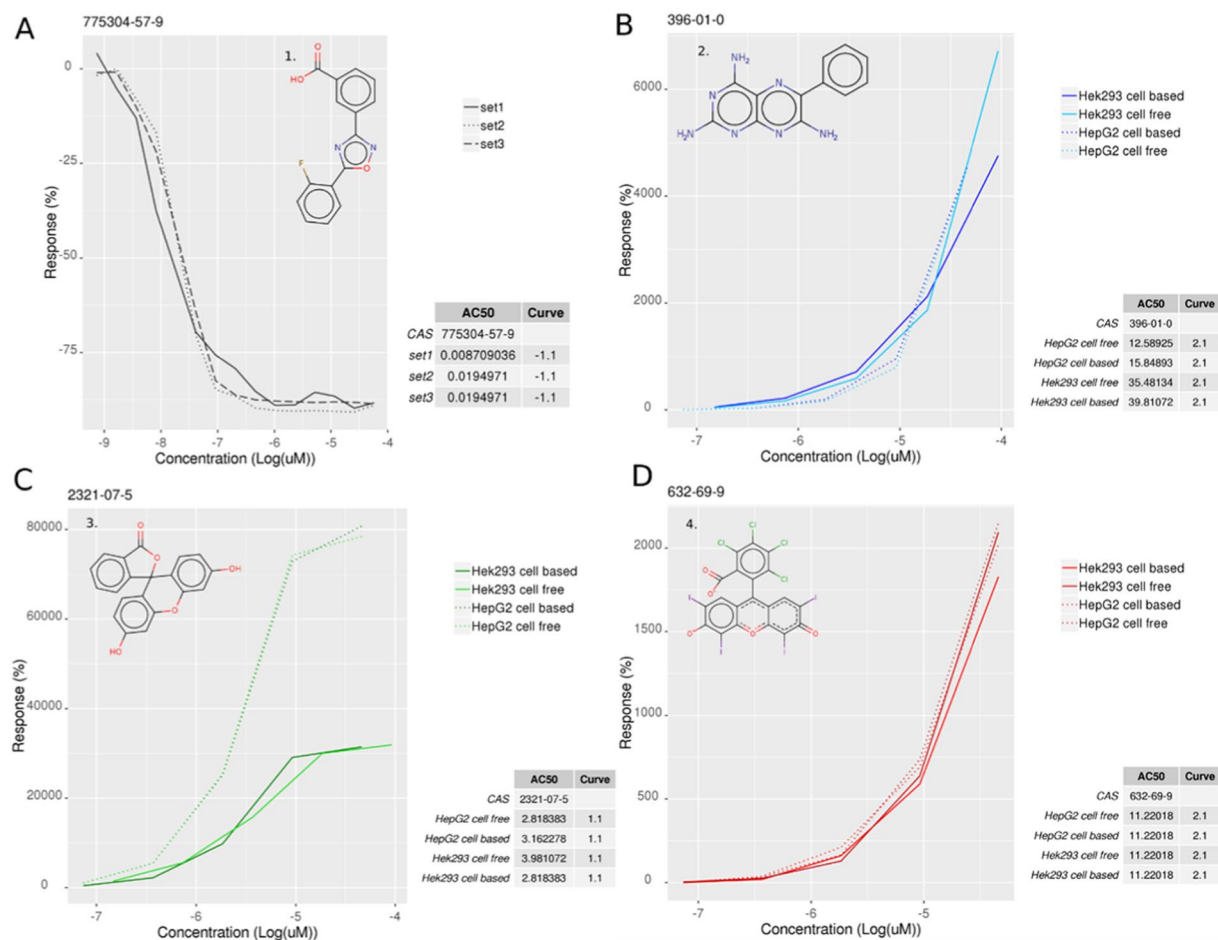 A
775304-57-9
1.
O
HO
N
N
O
F
0
-25
-50
-75
Response (%)
-9
-8
-7
-6
-5
-4
Concentration (Log(uM))
set1
set2
set3
AC50 Curve
CAS 775304-57-9
set1 0.008709036 -1.1
set2 0.0194971 -1.1
set3 0.0194971 -1.1
B
396-01-0
2.
NH₂
N
N
H₂N
N
N
NH₂
6000
4000
2000
0
Response (%)
-7
-6
-5
-4
Concentration (Log(uM))
Hek293 cell based
Hek293 cell free
HepG2 cell based
HepG2 cell free
AC50 Curve
CAS 396-01-0
HepG2 cell free 12.58925 2.1
HepG2 cell based 15.84893 2.1
Hek293 cell free 35.48134 2.1
Hek293 cell based 39.81072 2.1
C
2321-07-5
3.
O
O
OH
O
HO
80000
60000
40000
20000
0
Response (%)
-7
-6
-5
-4
Concentration (Log(uM))
Hek293 cell based
Hek293 cell free
HepG2 cell based
HepG2 cell free
AC50 Curve
CAS 2321-07-5
HepG2 cell free 2.818383 1.1
HepG2 cell based 3.162278 1.1
Hek293 cell free 3.981072 1.1
Hek293 cell based 2.818383 1.1
D
632-69-9
4.
Cl
Cl
Cl
Cl
O
O
I
I
O
O
O
I
I
2000
1500
1000
500
0
Response (%)
-7
-6
-5
Concentration (Log(uM))
Hek293 cell based
Hek293 cell free
HepG2 cell based
HepG2 cell free
AC50 Curve
CAS 632-69-9
HepG2 cell free 11.22018 2.1
HepG2 cell based 11.22018 2.1
Hek293 cell free 11.22018 2.1
Hek293 cell based 11.22018 2.1